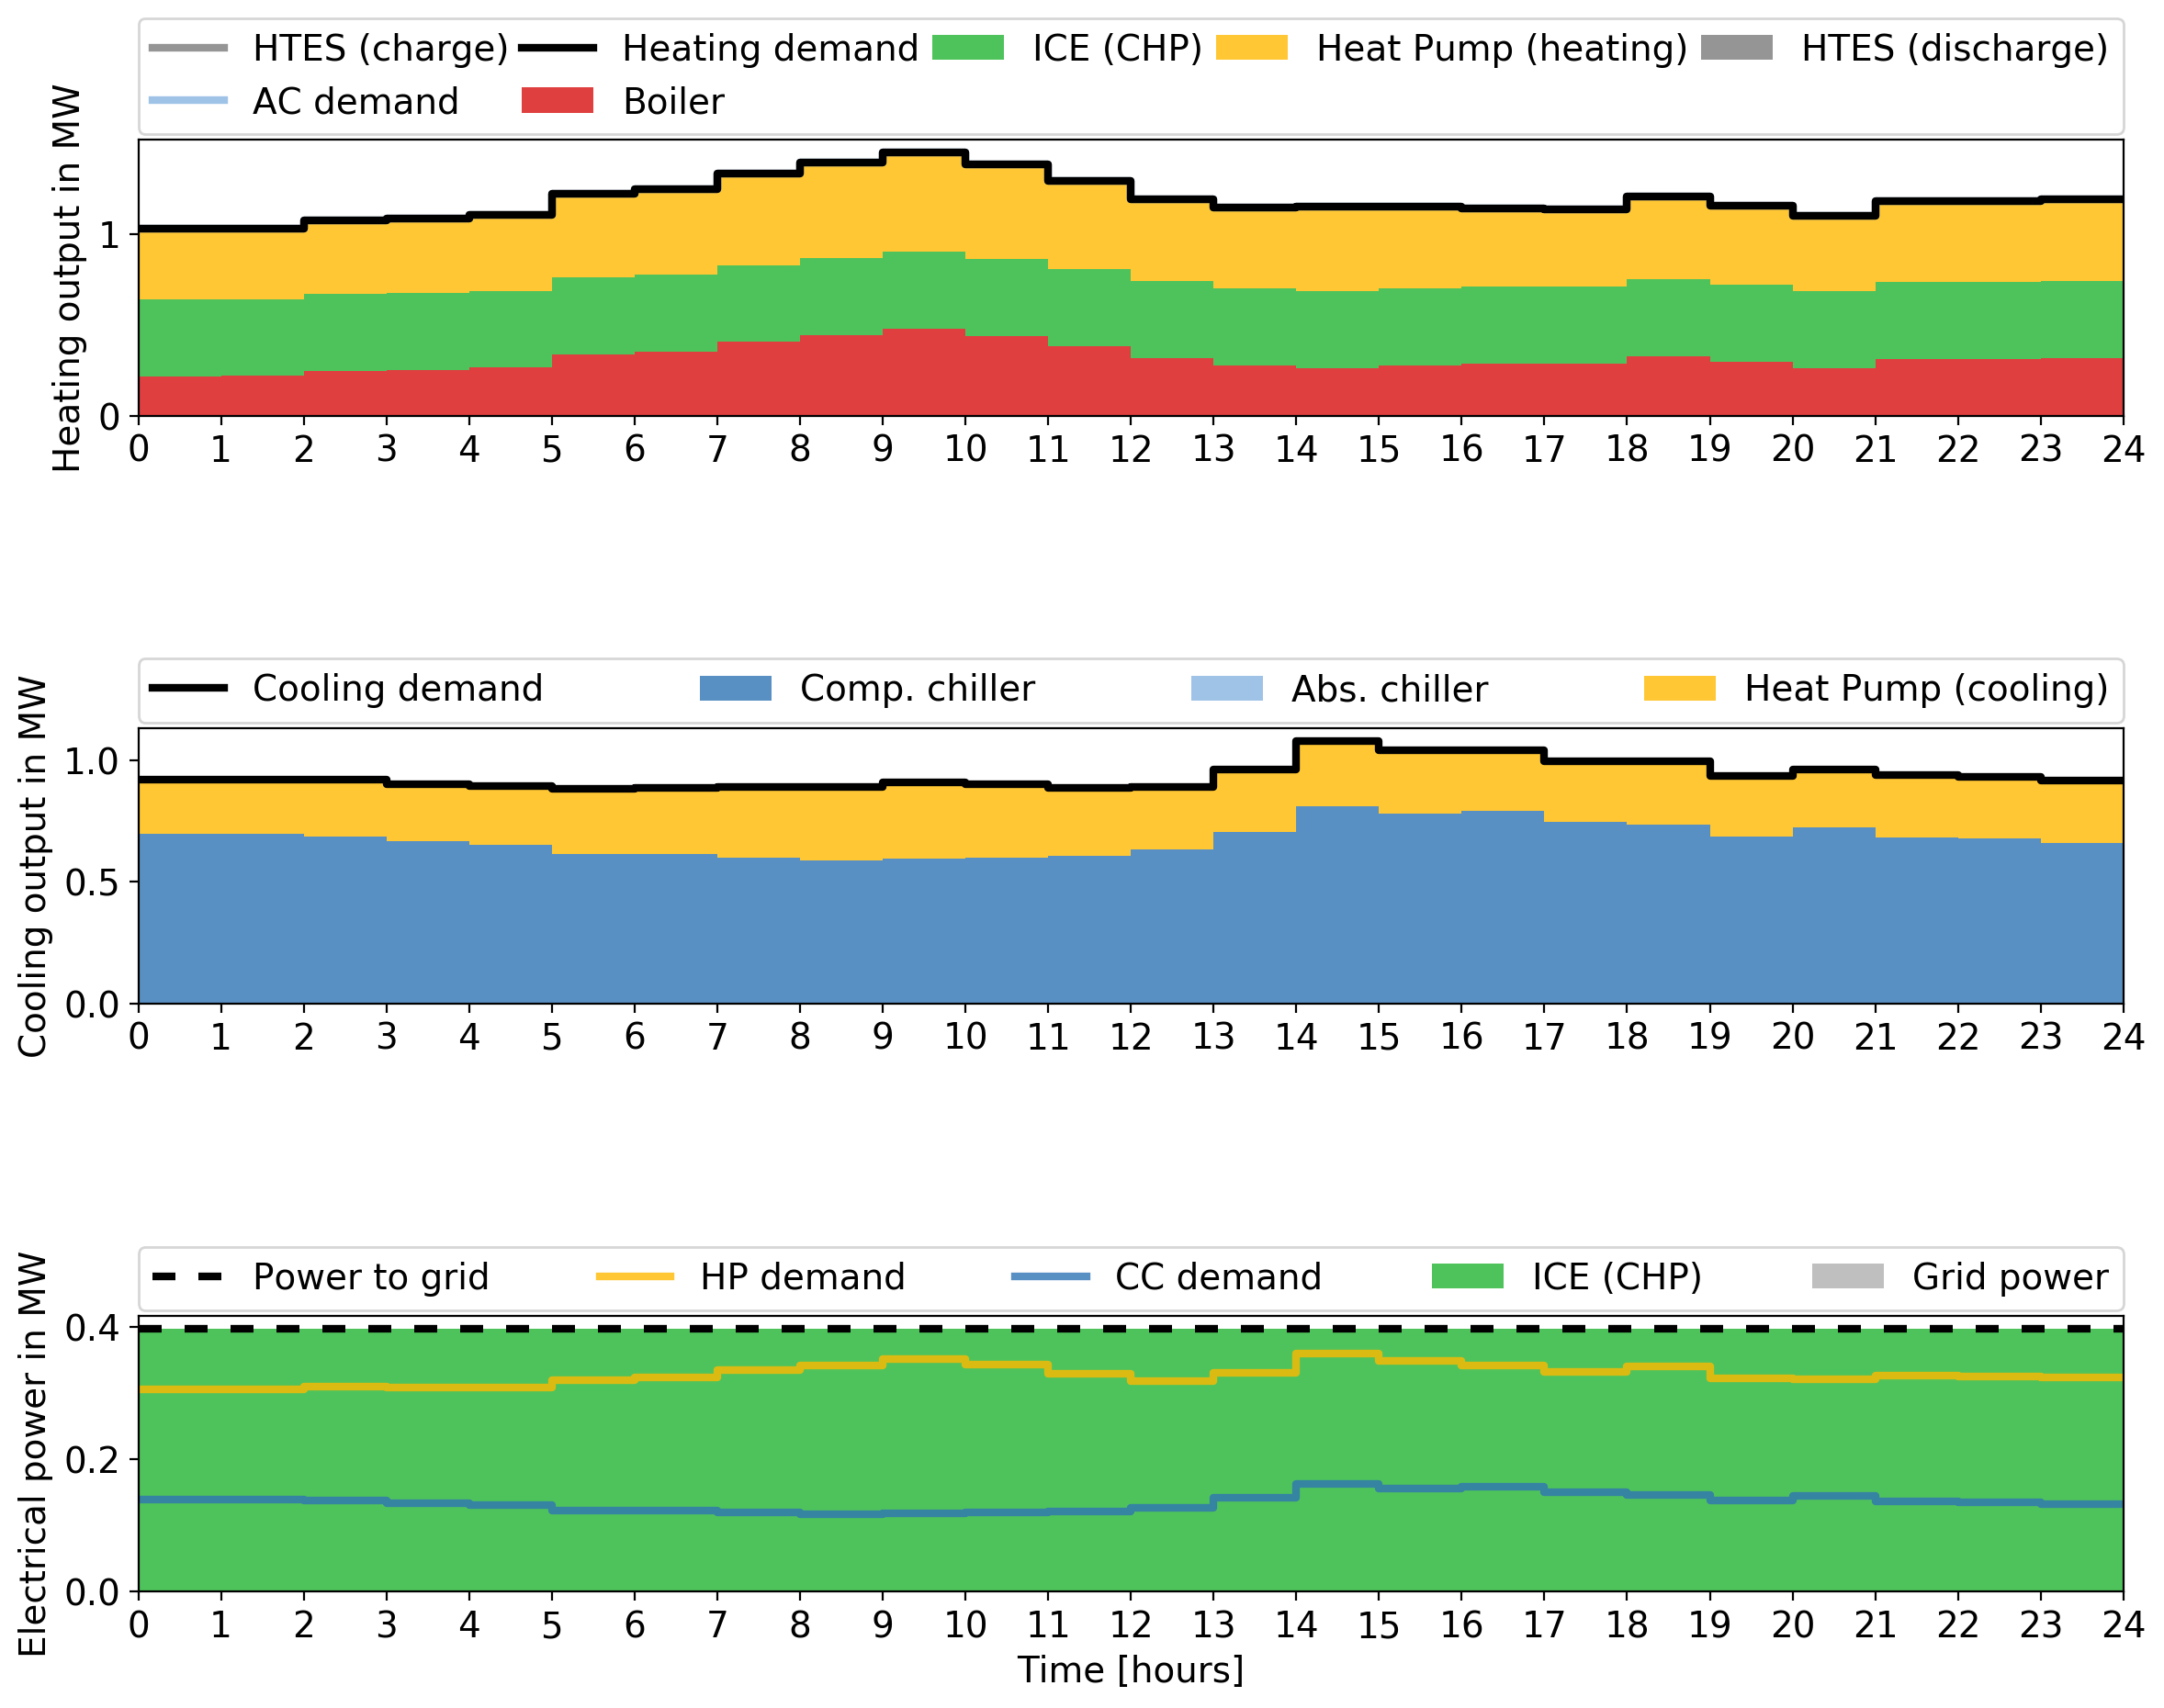 HTES (charge) Heating demand ICE (CHP) Heat Pump (heating) HTES (discharge)
AC demand Boiler
Heating output in MW
1
0
0 1 2 3 4 5 6 7 8 9 10 11 12 13 14 15 16 17 18 19 20 21 22 23 24
Cooling demand Comp. chiller Abs. chiller Heat Pump (cooling)
Cooling output in MW
1.0
0.5
0.0
0 1 2 3 4 5 6 7 8 9 10 11 12 13 14 15 16 17 18 19 20 21 22 23 24
Power to grid HP demand CC demand ICE (CHP) Grid power
Electrical power in MW
0.4
0.2
0.0
0 1 2 3 4 5 6 7 8 9 10 11 12 13 14 15 16 17 18 19 20 21 22 23 24
Time [hours]